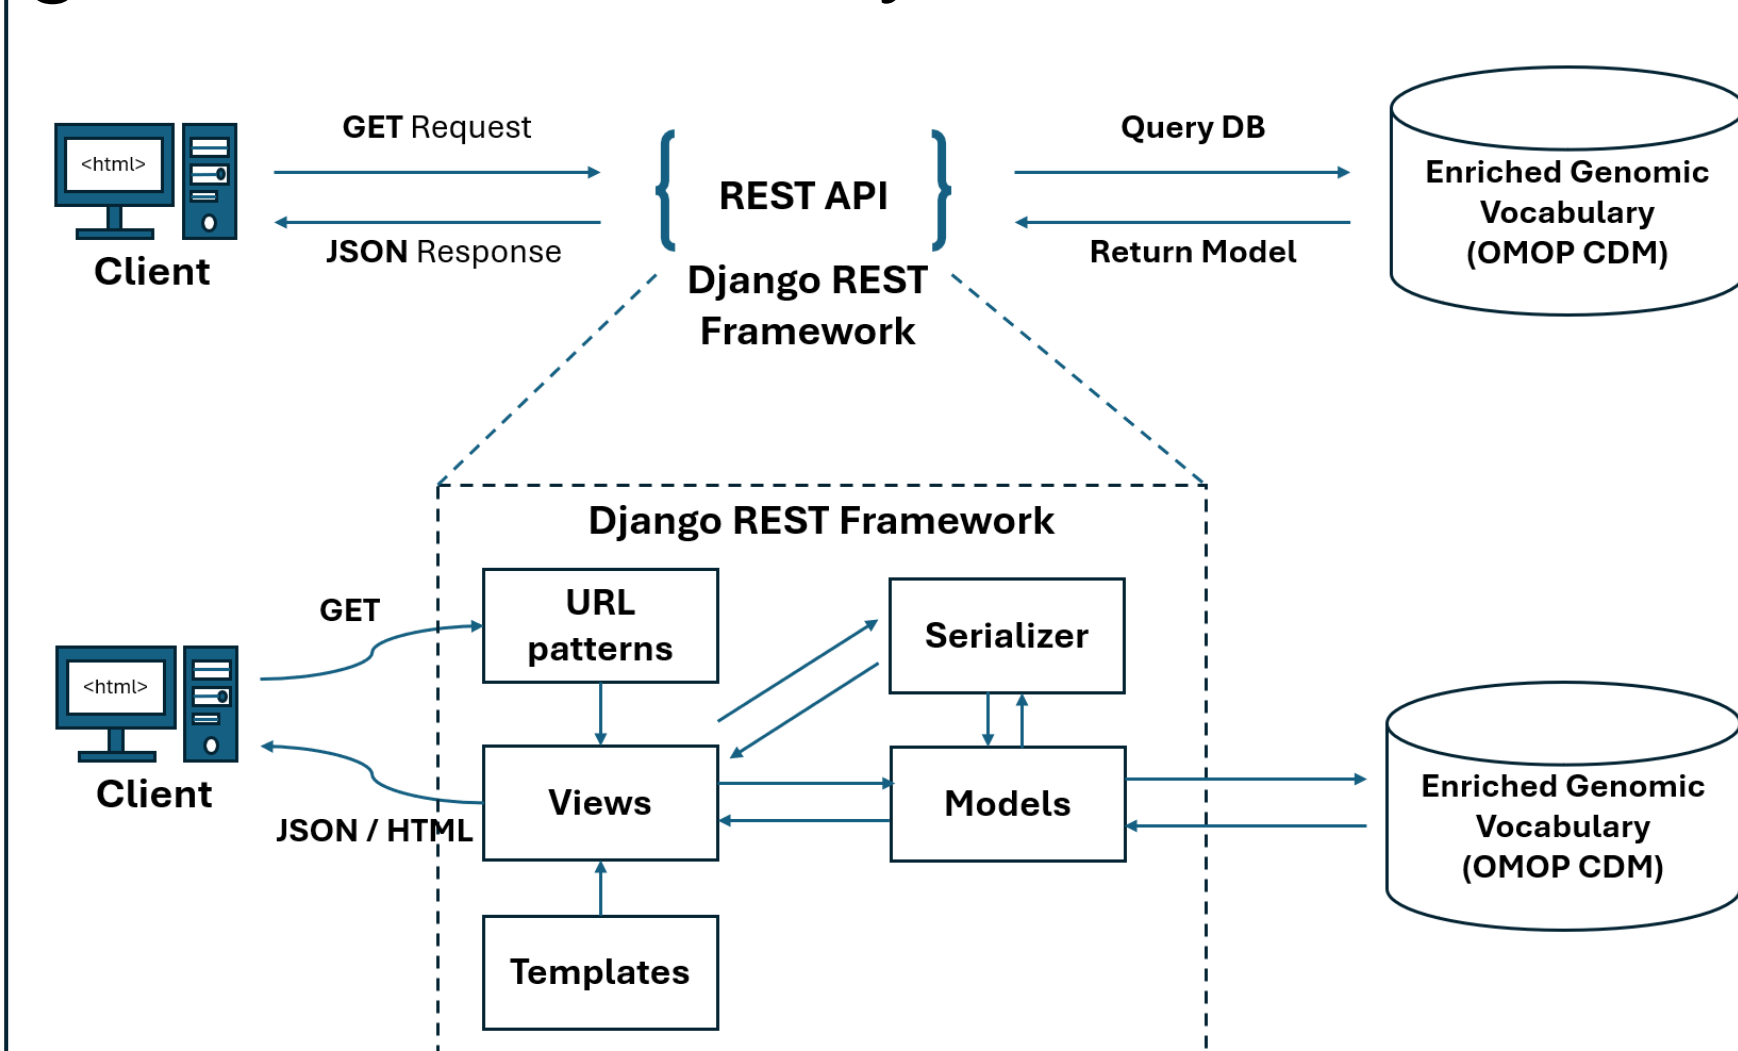 GET Request
Query DB
<html>
REST API
Enriched Genomic
Vocabulary
(OMOP CDM)
JSON Response
Return Model
Client
Django REST
Framework
Django REST Framework
GET
URL
patterns
Serializer
<html>
Client
JSON / HTML
Views
Models
Enriched Genomic
Vocabulary
(OMOP CDM)
Templates